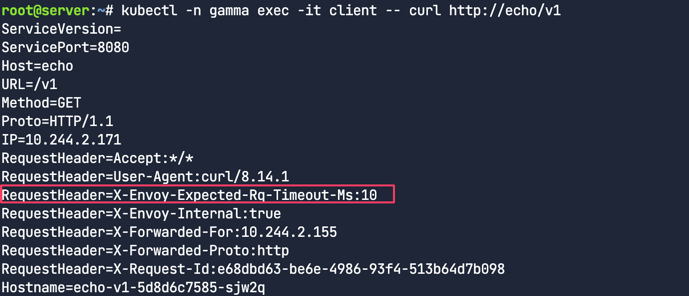 root@server:~# kubectl -n gamma exec -it client -- curl http://echo/v1
ServiceVersion=
ServicePort=8080
Host=echo
URL=/v1
Method=GET
Proto=HTTP/1.1
IP=10.244.2.171
RequestHeader=Accept:*/*
RequestHeader=User-Agent:curl/8.14.1
RequestHeader=X-Envoy-Expected-Rq-Timeout-Ms:10
RequestHeader=X-Envoy-Internal:true
RequestHeader=X-Forwarded-For:10.244.2.155
RequestHeader=X-Forwarded-Proto:http
RequestHeader=X-Request-Id:e68dbd63-be6e-4986-93f4-513b64d7b098
Hostname=echo-v1-5d8d6c7585-sjw2q